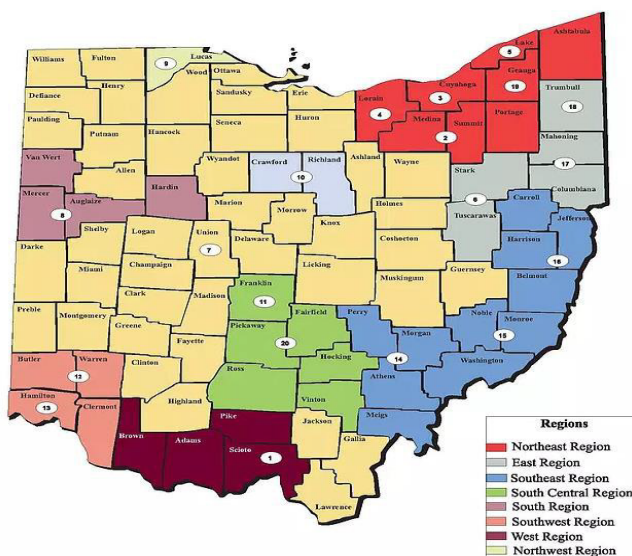 Williams
Fulton
Lucas
9
Wood
Ottawa
Henry
Defiance
Sandusky
Erie
Paulding
Putnam
Hancock
Seneca
Huron
Lorain
4
Cuyahoga
3
5
Lake
Ashtabula
Geauga
19
Trumbull
18
Medina
2
Summit
Portage
Mahoning
17
Columbiana
Van Wert
Allen
Wyandot
Crawford
Richland
10
Ashland
Wayne
Stark
6
Mercer
Auglaize
8
Hardin
Marion
Morrow
Holmes
Tuscarawas
Carroll
Jefferson
Harrison
16
Shelby
Logan
Union
7
Delaware
Knox
Coshocton
Darke
Miami
Champaign
Licking
Muskingum
Guernsey
Belmont
Clark
Madison
Franklin
11
Preble
Montgomery
Greene
Fayette
Pickaway
Fairfield
20
Perry
Morgan
14
Noble
Monroe
15
Washington
Butler
Warren
12
Clinton
Ross
Hocking
Athens
Hamilton
13
Clermont
Highland
Vinton
Meigs
Brown
Adams
Pike
Scioto
1
Jackson
Gallia
Lawrence
Regions
Northeast Region
East Region
Southeast Region
South Central Region
South Region
Southwest Region
West Region
Northwest Region